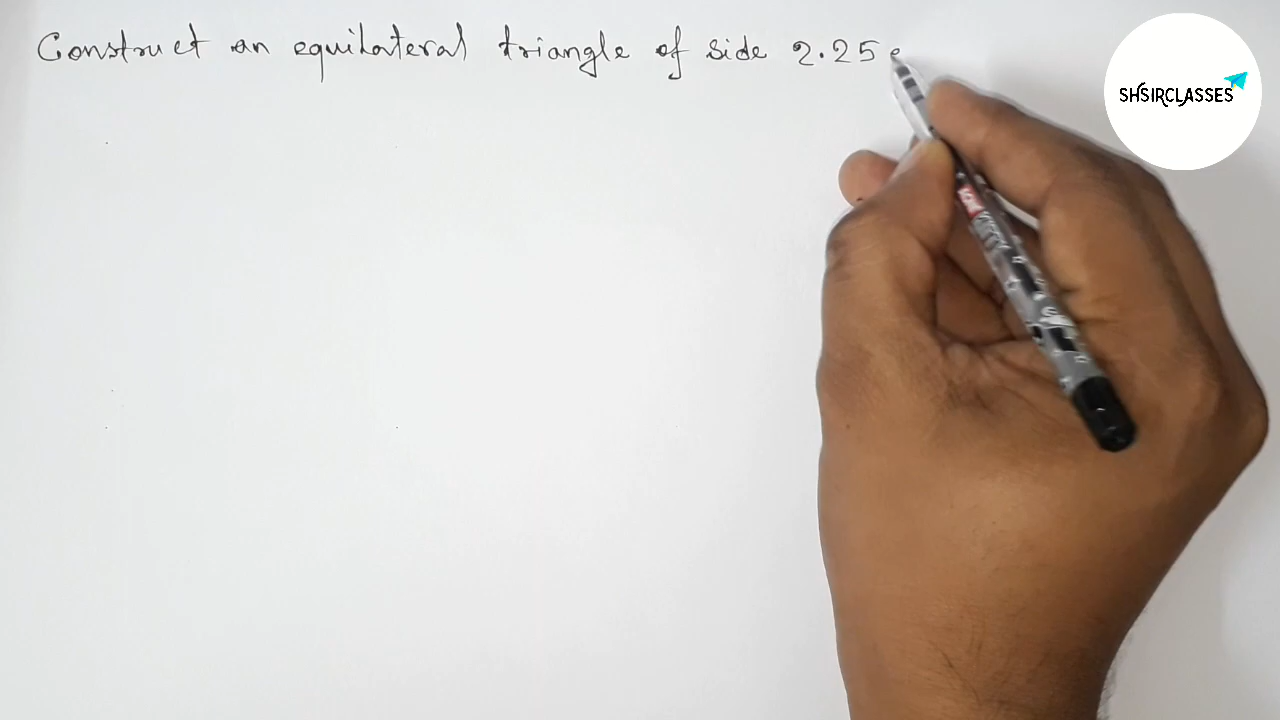 Construct an equilateral triangle of side 2.25 c
SHSIRCLASSES